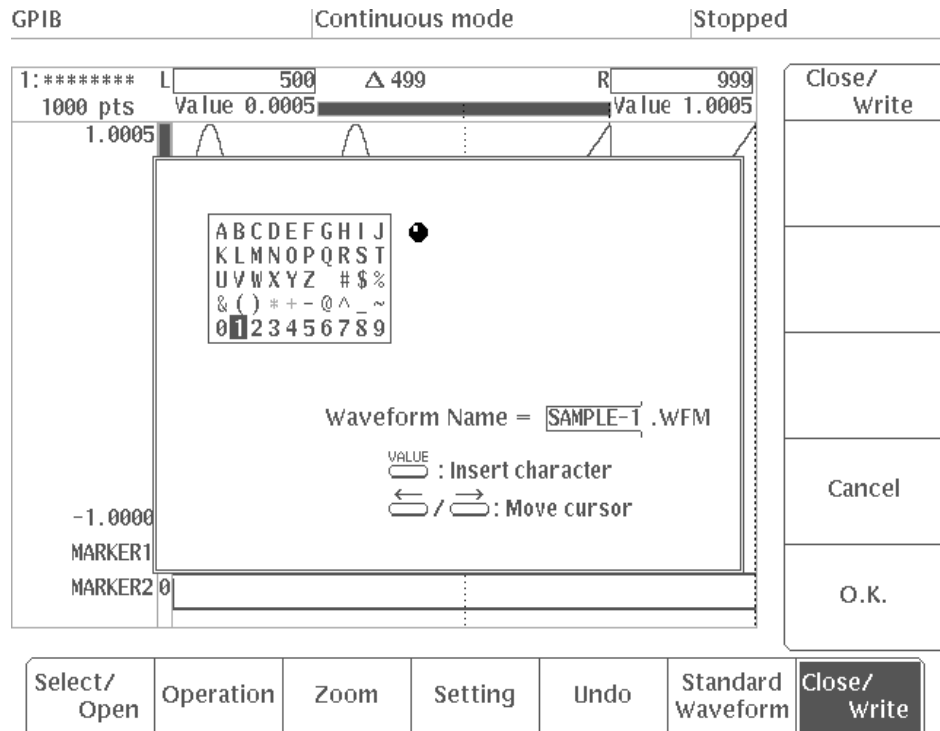 GPIB Continuous mode Stopped
1:******** L 500 Δ 499 R 999
1000 pts Value 0.0005 Value 1.0005
1.0005
A B C D E F G H I J
K L M N O P Q R S T
U V W X Y Z # $ %
& ( ) * + - @ ^ _ ~
0 1 2 3 4 5 6 7 8 9
Waveform Name = SAMPLE-1 .WFM
VALUE
: Insert character
← / → : Move cursor
-1.0000
MARKER1
MARKER2 0
Close/
Write
Cancel
O.K.
Select/
Open
Operation
Zoom
Setting
Undo
Standard
Waveform
Close/
Write